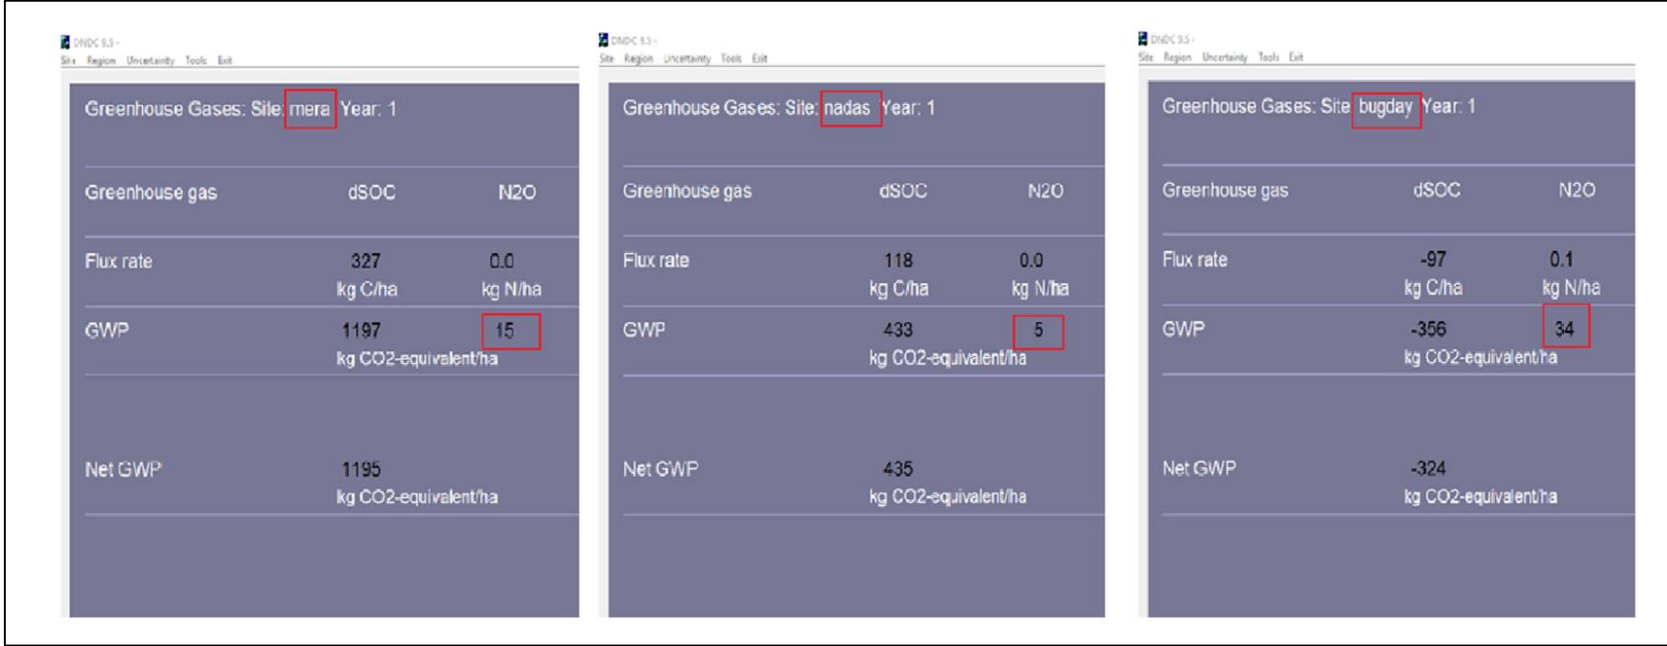 DNDC 9.5 -
Site Region Uncertainty Tools Exit
Greenhouse Gases: Site: mera Year: 1
Greenhouse gas dSOC N2O
Flux rate 327 0.0
kg C/ha kg N/ha
GWP 1197 15
kg CO2-equivalent/ha
Net GWP 1195
kg CO2-equivalent/ha
DNDC 9.5 -
Site Region Uncertainty Tools Exit
Greenhouse Gases: Site: nadas Year: 1
Greenhouse gas dSOC N2O
Flux rate 118 0.0
kg C/ha kg N/ha
GWP 433 5
kg CO2-equivalent/ha
Net GWP 435
kg CO2-equivalent/ha
DNDC 9.5 -
Site Region Uncertainty Tools Exit
Greenhouse Gases: Site bugday Year: 1
Greenhouse gas dSOC N2O
Flux rate -97 0.1
kg C/ha kg N/ha
GWP -356 34
kg CO2-equivalent/ha
Net GWP -324
kg CO2-equivalent/ha